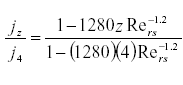 j_z / j_4 = (1 − 1280 z Re_rs^−1.2) / (1 − (1280)(4) Re_rs^−1.2)